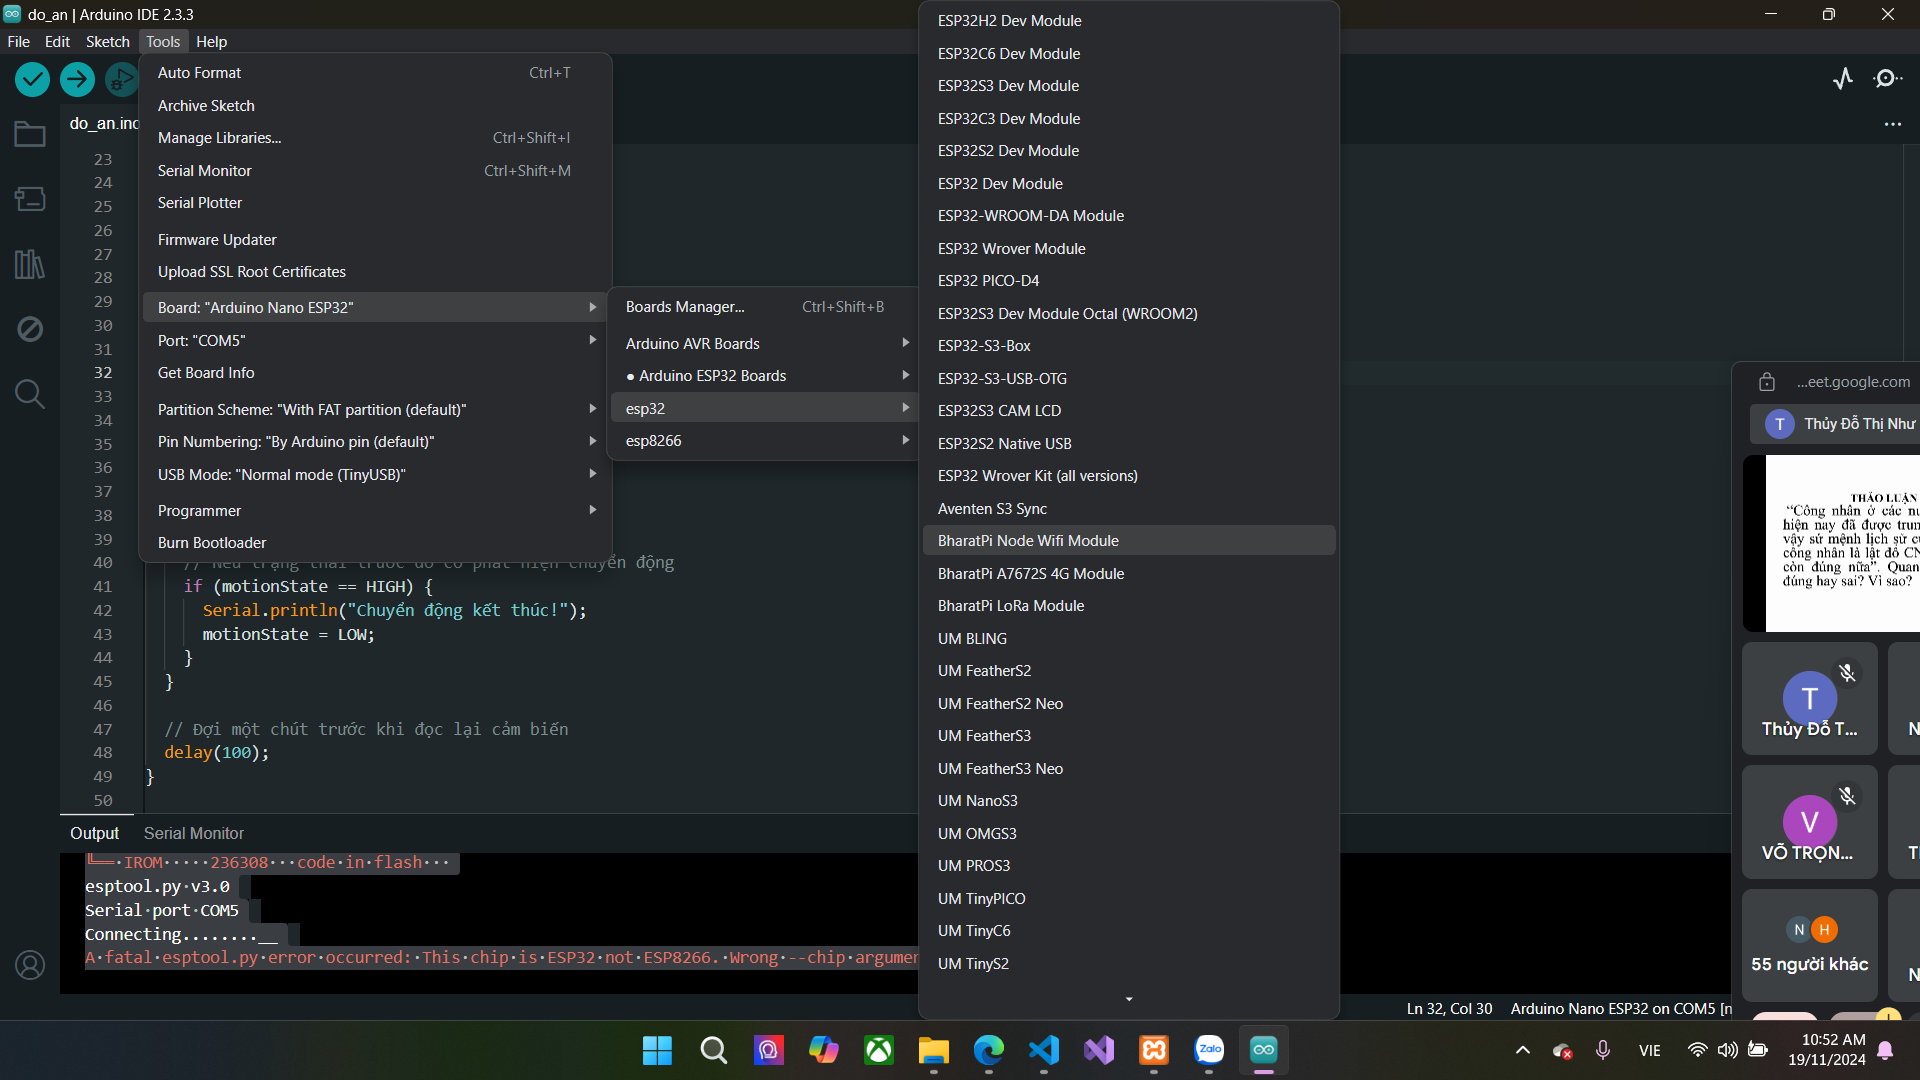 do_an | Arduino IDE 2.3.3
File Edit Sketch Tools Help
do_an.ino
Auto Format Ctrl+T
Archive Sketch
Manage Libraries... Ctrl+Shift+I
Serial Monitor Ctrl+Shift+M
Serial Plotter
Firmware Updater
Upload SSL Root Certificates
Board: "Arduino Nano ESP32"
Port: "COM5"
Get Board Info
Partition Scheme: "With FAT partition (default)"
Pin Numbering: "By Arduino pin (default)"
USB Mode: "Normal mode (TinyUSB)"
Programmer
Burn Bootloader
Boards Manager... Ctrl+Shift+B
Arduino AVR Boards
● Arduino ESP32 Boards
esp32
esp8266
ESP32H2 Dev Module
ESP32C6 Dev Module
ESP32S3 Dev Module
ESP32C3 Dev Module
ESP32S2 Dev Module
ESP32 Dev Module
ESP32-WROOM-DA Module
ESP32 Wrover Module
ESP32 PICO-D4
ESP32S3 Dev Module Octal (WROOM2)
ESP32-S3-Box
ESP32-S3-USB-OTG
ESP32S3 CAM LCD
ESP32S2 Native USB
ESP32 Wrover Kit (all versions)
Aventen S3 Sync
BharatPi Node Wifi Module
BharatPi A7672S 4G Module
BharatPi LoRa Module
UM BLING
UM FeatherS2
UM FeatherS2 Neo
UM FeatherS3
UM FeatherS3 Neo
UM NanoS3
UM OMGS3
UM PROS3
UM TinyPICO
UM TinyC6
UM TinyS2
23
24
25
26
27
28
29
30
31
32
33
34
35
36
37
38
39
40 // Nếu trạng thái trước đó có phát hiện chuyển động
41 if (motionState == HIGH) {
42 Serial.println("Chuyển động kết thúc!");
43 motionState = LOW;
44 }
45 }
46
47 // Đợi một chút trước khi đọc lại cảm biến
48 delay(100);
49 }
50
Output Serial Monitor
╚══·IROM·····236308···code·in·flash···
esptool.py·v3.0
Serial·port·COM5
Connecting........__
A·fatal·esptool.py·error·occurred:·This·chip·is·ESP32·not·ESP8266.·Wrong·--chip·argumen
Ln 32, Col 30 Arduino Nano ESP32 on COM5 [n
...eet.google.com
T Thủy Đỗ Thị Như
THẢO LUẬN
"Công nhân ở các nư
hiện nay đã được trun
vậy sứ mệnh lịch sử củ
công nhân là lật đổ CN
còn đúng nữa". Quan
đúng hay sai? Vì sao?
T
Thủy Đỗ T...
N
V
VÕ TRỌN...
N H
55 người khác
N
Zalo
VIE
10:52 AM
19/11/2024